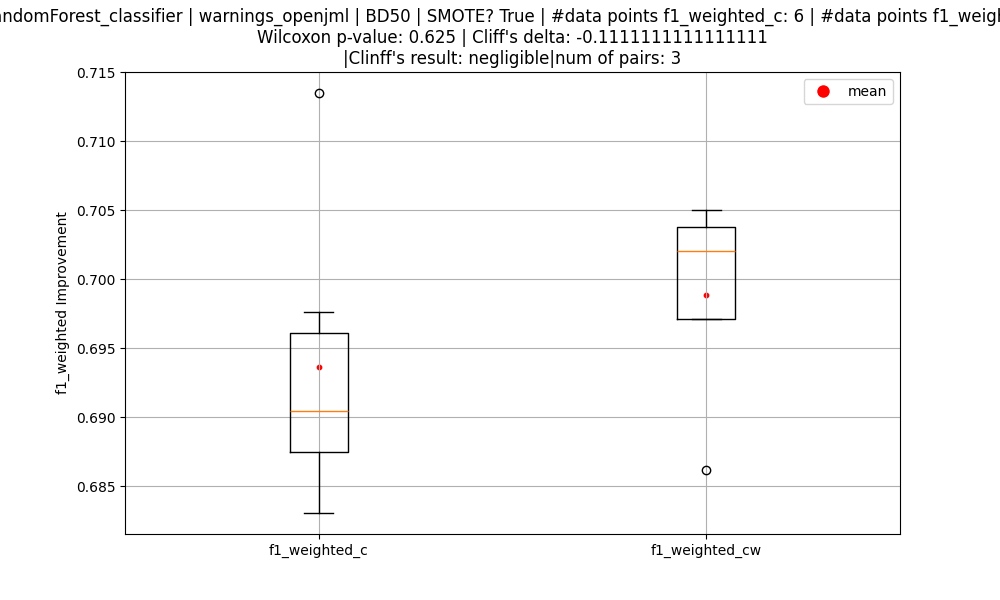 ndomForest_classifier | warnings_openjml | BD50 | SMOTE? True | #data points f1_weighted_c: 6 | #data points f1_weigh
Wilcoxon p-value: 0.625 | Cliff's delta: -0.1111111111111111
|Clinff's result: negligible|num of pairs: 3
mean
0.715
0.710
0.705
0.700
0.695
0.690
0.685
f1_weighted Improvement
f1_weighted_c
f1_weighted_cw